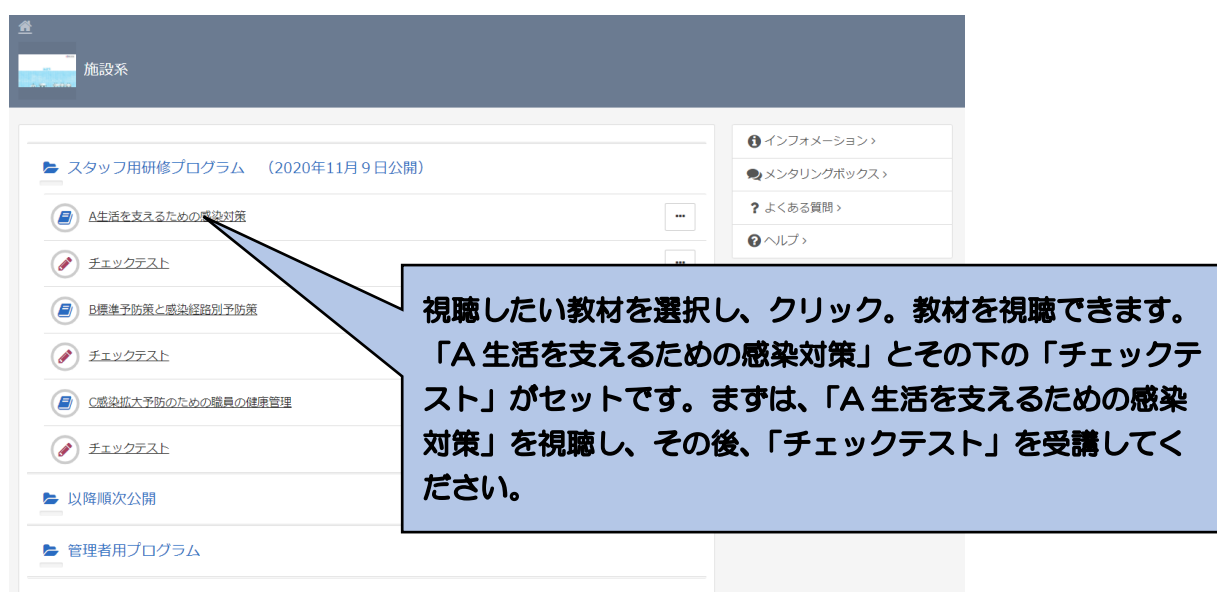 施設系
スタッフ用研修プログラム （2020年11月9日公開）
A生活を支えるための感染対策
チェックテスト
B標準予防策と感染経路別予防策
チェックテスト
C感染拡大予防のための職員の健康管理
チェックテスト
以降順次公開
管理者用プログラム
インフォメーション
メンタリングボックス
よくある質問
ヘルプ
視聴したい教材を選択し、クリック。教材を視聴できます。
「A 生活を支えるための感染対策」とその下の「チェックテ
スト」がセットです。まずは、「A 生活を支えるための感染
対策」を視聴し、その後、「チェックテスト」を受講してく
ださい。